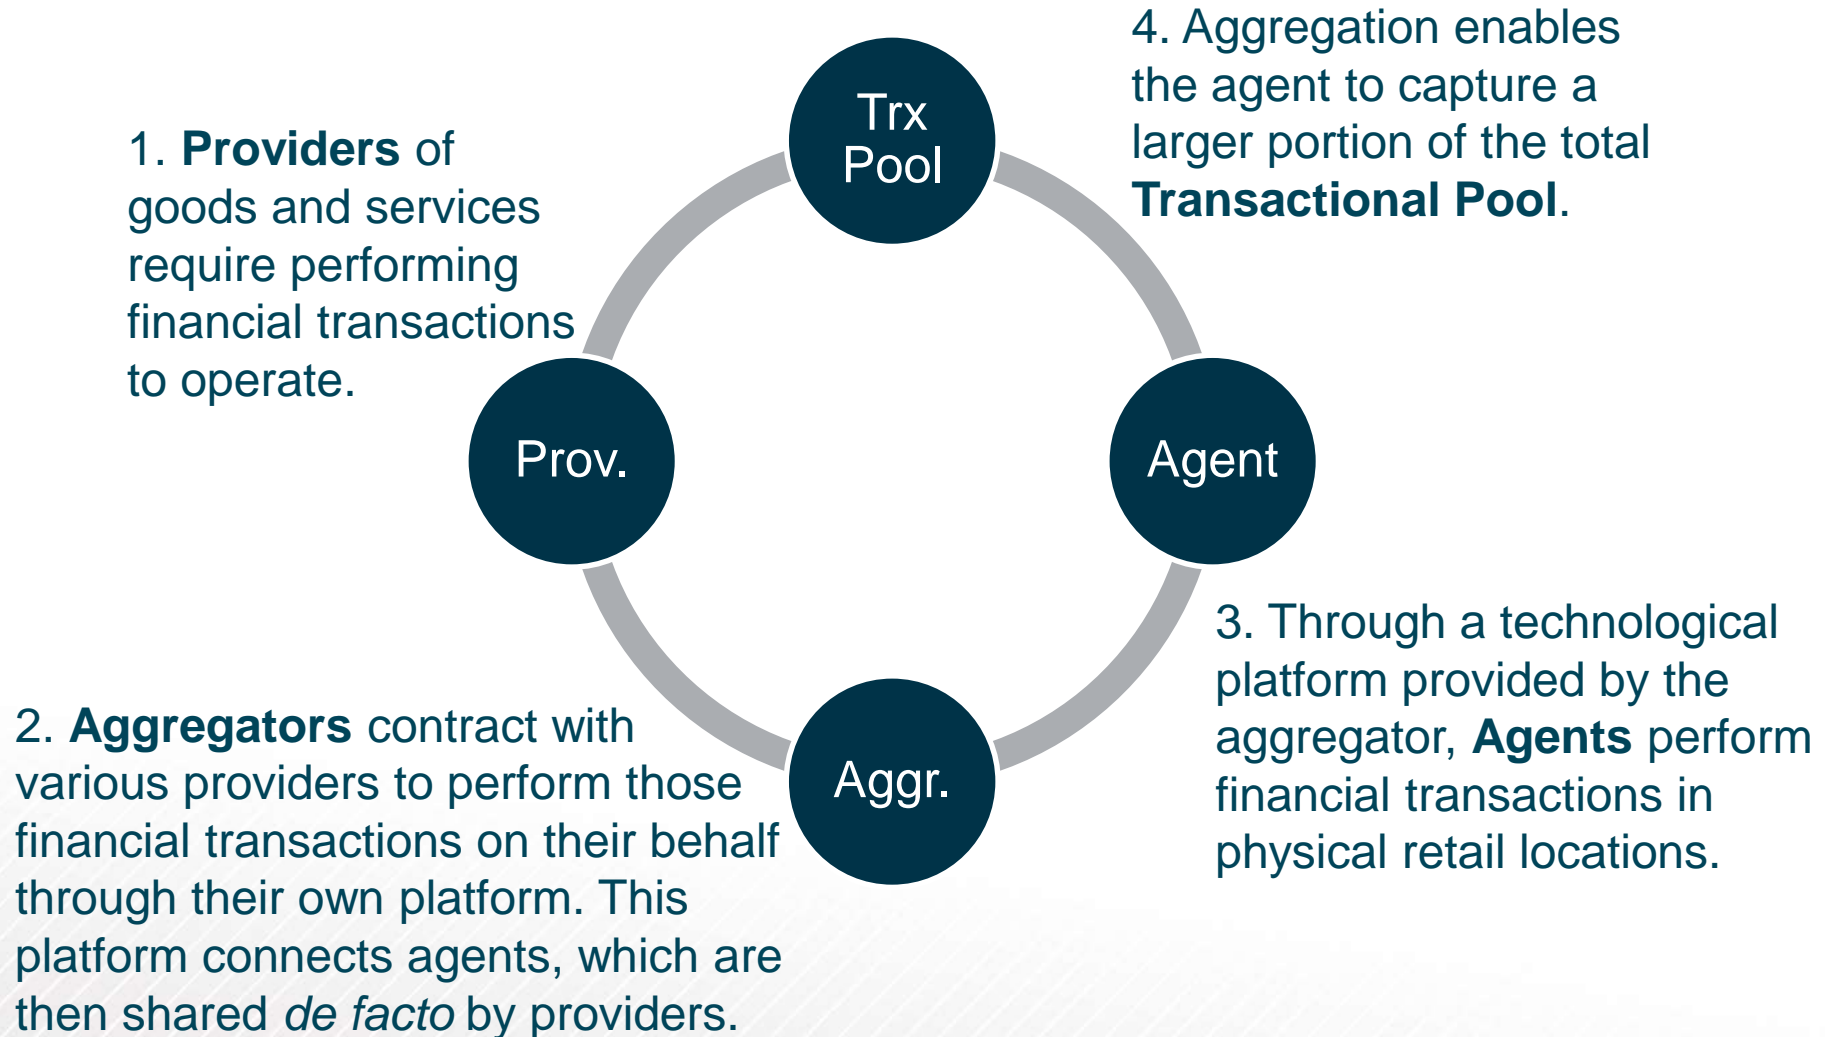 1. Providers of
goods and services
require performing
financial transactions
to operate.
Trx
Pool
4. Aggregation enables
the agent to capture a
larger portion of the total
Transactional Pool.
Prov.
Agent
2. Aggregators contract with
various providers to perform those
financial transactions on their behalf
through their own platform. This
platform connects agents, which are
then shared de facto by providers.
Aggr.
3. Through a technological
platform provided by the
aggregator, Agents perform
financial transactions in
physical retail locations.